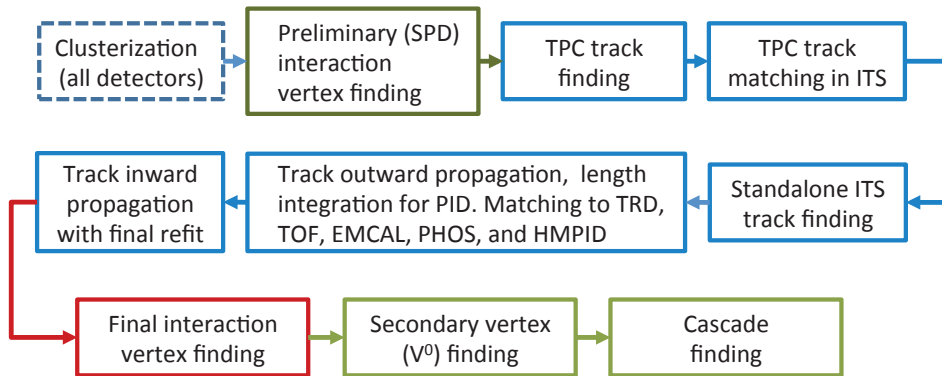 Clusterization
(all detectors)
Preliminary (SPD)
interaction
vertex finding
TPC track
finding
TPC track
matching in ITS
Track inward
propagation
with final refit
Track outward propagation, length
integration for PID. Matching to TRD,
TOF, EMCAL, PHOS, and HMPID
Standalone ITS
track finding
Final interaction
vertex finding
Secondary vertex
(V⁰) finding
Cascade
finding